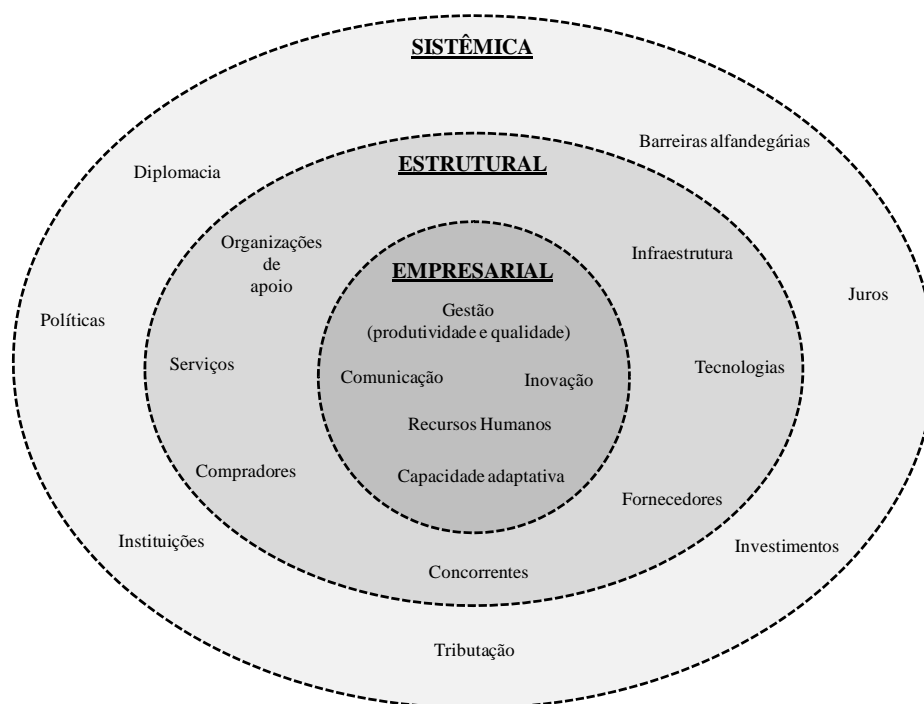 SISTÊMICA
Barreiras alfandegárias
Diplomacia
ESTRUTURAL
Organizações
de
apoio
Infraestrutura
EMPRESARIAL
Juros
Gestão
(produtividade e qualidade)
Políticas
Serviços
Tecnologias
Comunicação
Inovação
Recursos Humanos
Compradores
Capacidade adaptativa
Fornecedores
Instituições
Investimentos
Concorrentes
Tributação